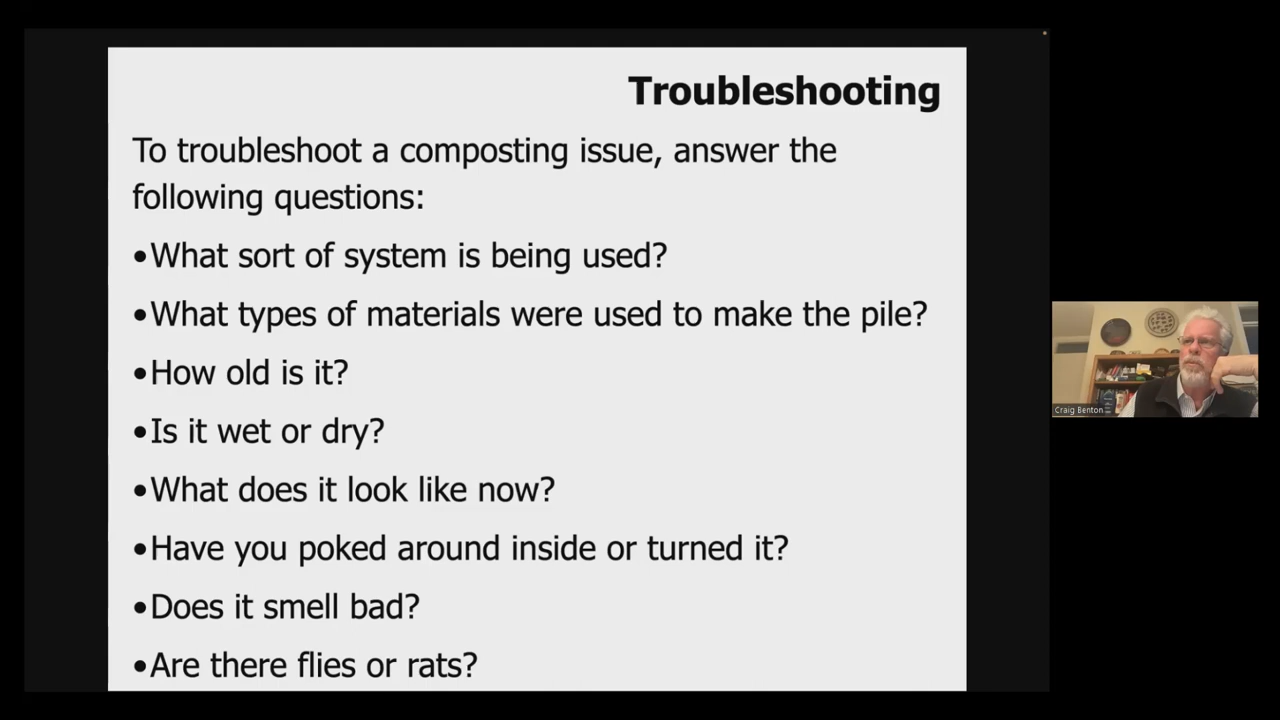 Troubleshooting
To troubleshoot a composting issue, answer the
following questions:
•What sort of system is being used?
•What types of materials were used to make the pile?
•How old is it?
•Is it wet or dry?
•What does it look like now?
•Have you poked around inside or turned it?
•Does it smell bad?
•Are there flies or rats?
Craig Benton